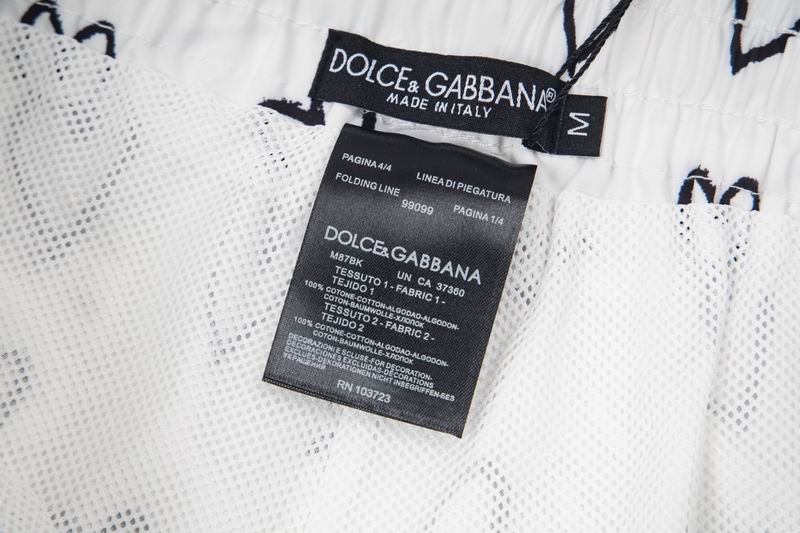 DOLCE&GABBANA®
MADE IN ITALY
M
PAGINA 4/4 LINEA DI PIEGATURA
FOLDING LINE 99099 PAGINA 1/4
DOLCE&GABBANA
M87BK UN CA 37360
TESSUTO 1 - FABRIC 1 -
TEJIDO 1
100% COTONE-COTTON-ALGODAO-ALGODON-
COTON-BAUMWOLLE-ХЛОПОК
TESSUTO 2 - FABRIC 2 -
TEJIDO 2
100% COTONE-COTTON-ALGODAO-ALGODON-
COTON-BAUMWOLLE-ХЛОПОК
DECORAZIONI ESCLUSE-FOR DECORATION-
DECORACIONES EXCLUIDAS-DECORATIONS
EXCLUES-DEKORATIONEN NICHT INBEGRIFFEN-БЕЗ
УКРАШЕНИЯ
RN 103723